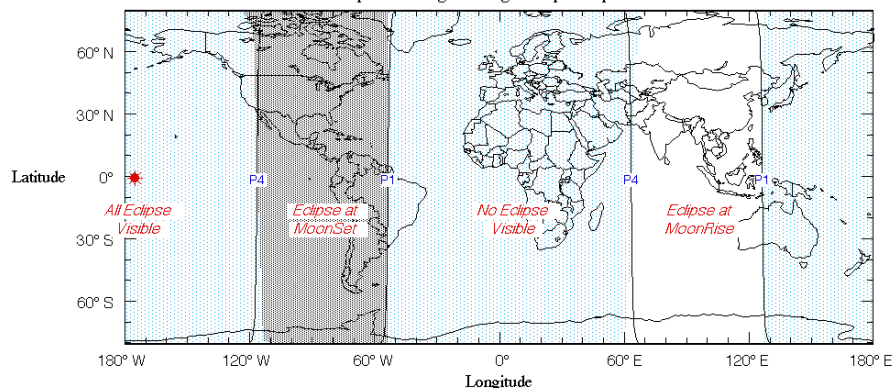 60° N
30° N
Latitude
0°
P4
P1
P4
P1
All Eclipse
Visible
Eclipse at
MoonSet
No Eclipse
Visible
Eclipse at
MoonRise
30° S
60° S
180° W
120° W
60° W
0°
60° E
120° E
180° E
Longitude